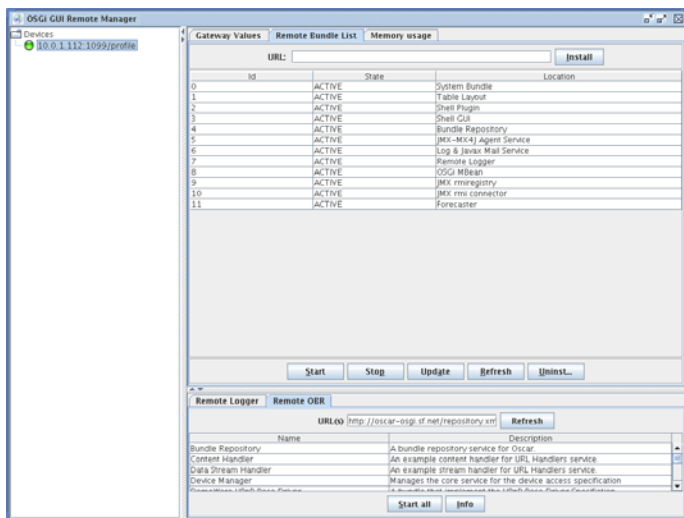 OSGi GUI Remote Manager
Devices
10.0.1.112:1099/profile
Gateway Values Remote Bundle List Memory usage
URL: Install
Id State Location
0 ACTIVE System Bundle
1 ACTIVE Table Layout
2 ACTIVE Shell Plugin
3 ACTIVE Shell GUI
4 ACTIVE Bundle Repository
5 ACTIVE JMX-MX4J Agent Service
6 ACTIVE Log & Javax Mail Service
7 ACTIVE Remote Logger
8 ACTIVE OSGi MBean
9 ACTIVE JMX rmiregistry
10 ACTIVE JMX rmi connector
11 ACTIVE Forecaster
Start Stop Update Refresh Uninst...
Remote Logger Remote OBR
URL(s) http://oscar-osgi.sf.net/repository.xm Refresh
Name Description
Bundle Repository A bundle repository service for Oscar.
Content Handler An example content handler for URL Handlers service.
Data Stream Handler An example stream handler for URL Handlers service.
Device Manager Manages the core service for the device access specification
Start all Info